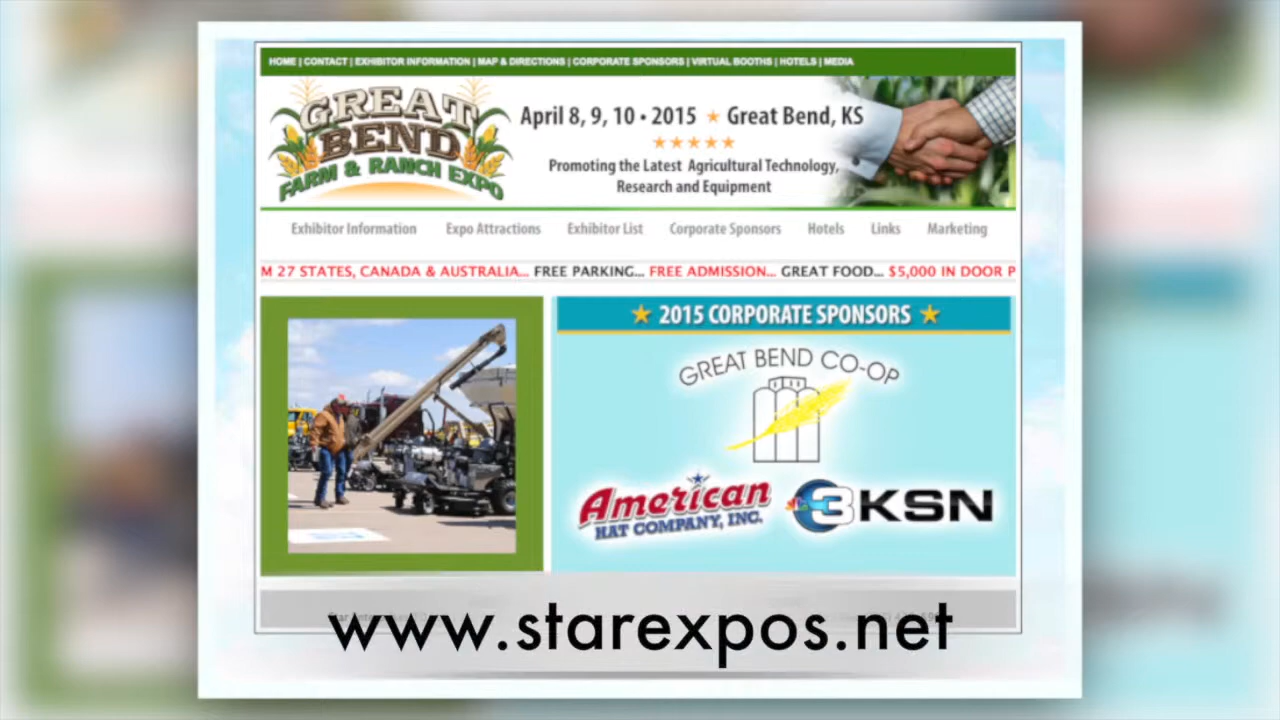 HOME | CONTACT | EXHIBITOR INFORMATION | MAP & DIRECTIONS | CORPORATE SPONSORS | VIRTUAL BOOTHS | HOTELS | MEDIA
GREAT
BEND
FARM & RANCH EXPO
April 8, 9, 10 • 2015 ★ Great Bend, KS
★★★★★
Promoting the Latest Agricultural Technology,
Research and Equipment
Exhibitor Information Expo Attractions Exhibitor List Corporate Sponsors Hotels Links Marketing
M 27 STATES, CANADA & AUSTRALIA... FREE PARKING... FREE ADMISSION... GREAT FOOD... $5,000 IN DOOR P
★ 2015 CORPORATE SPONSORS ★
GREAT BEND CO-OP
American
HAT COMPANY, INC.
3 KSN
www.starexpos.net